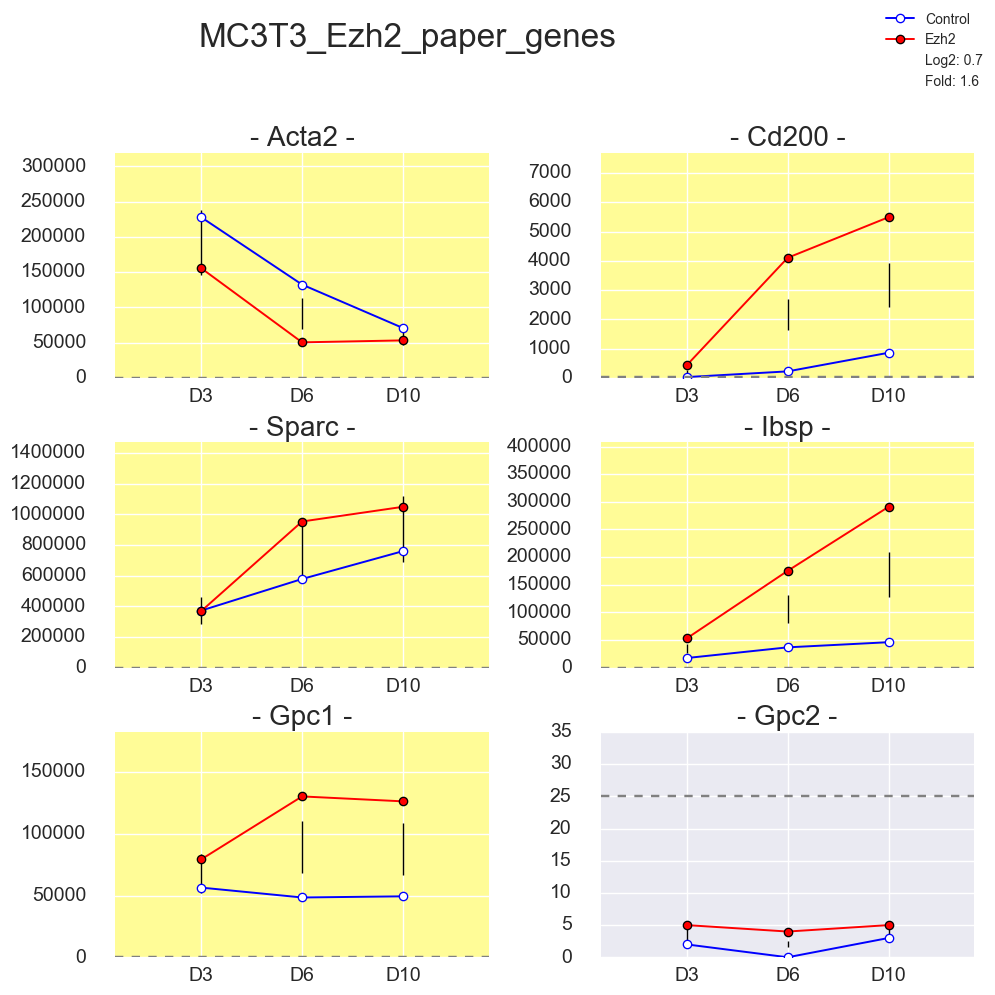 MC3T3_Ezh2_paper_genes
Control
Ezh2
Log2: 0.7
Fold: 1.6
- Acta2 -
300000
250000
200000
150000
100000
50000
0
D3 D6 D10
- Cd200 -
7000
6000
5000
4000
3000
2000
1000
0
D3 D6 D10
- Sparc -
1400000
1200000
1000000
800000
600000
400000
200000
0
D3 D6 D10
- Ibsp -
400000
350000
300000
250000
200000
150000
100000
50000
0
D3 D6 D10
- Gpc1 -
150000
100000
50000
0
D3 D6 D10
- Gpc2 -
35
30
25
20
15
10
5
0
D3 D6 D10